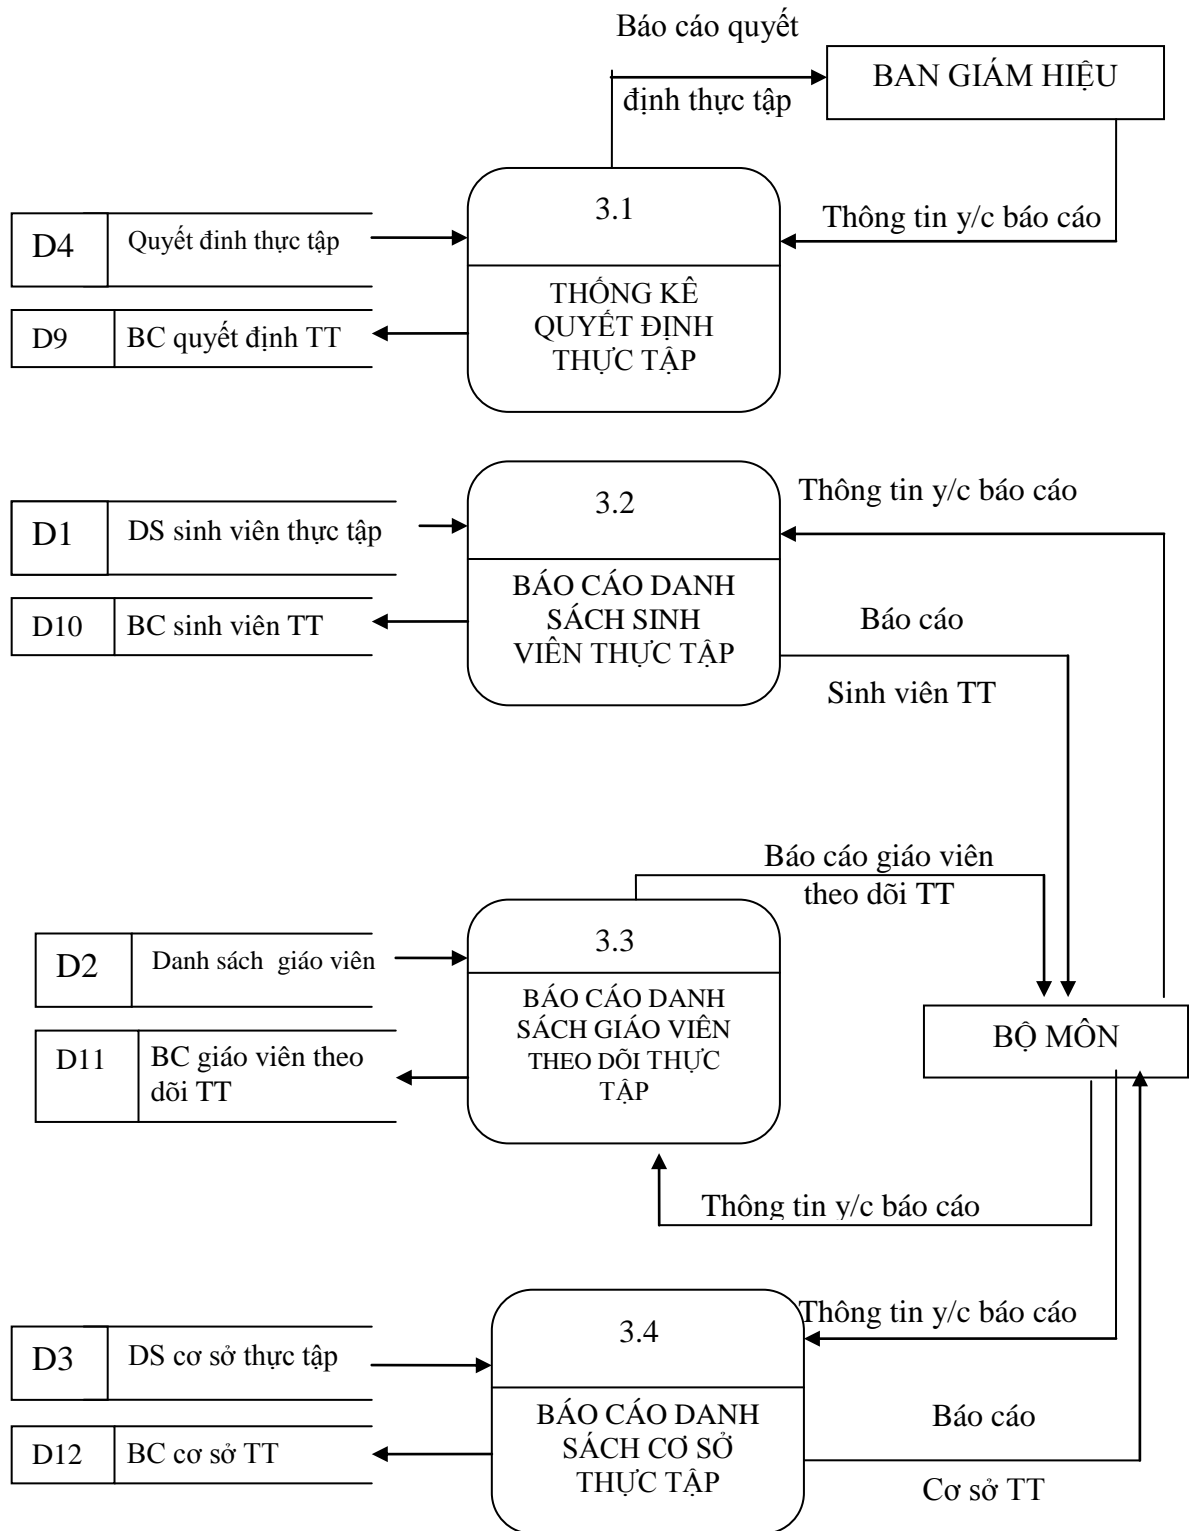 Báo cáo quyết
định thực tập
BAN GIÁM HIỆU
3.1
Thông tin y/c báo cáo
D4
Quyết đinh thực tập
THỐNG KÊ
QUYẾT ĐỊNH
THỰC TẬP
D9
BC quyết định TT
3.2
Thông tin y/c báo cáo
D1
DS sinh viên thực tập
BÁO CÁO DANH
SÁCH SINH
VIÊN THỰC TẬP
D10
BC sinh viên TT
Báo cáo
Sinh viên TT
Báo cáo giáo viên
theo dõi TT
3.3
D2
Danh sách giáo viên
BÁO CÁO DANH
SÁCH GIÁO VIÊN
THEO DÕI THỰC
TẬP
BỘ MÔN
D11
BC giáo viên theo
dõi TT
Thông tin y/c báo cáo
3.4
Thông tin y/c báo cáo
D3
DS cơ sở thực tập
BÁO CÁO DANH
SÁCH CƠ SỞ
THỰC TẬP
D12
BC cơ sở TT
Báo cáo
Cơ sở TT